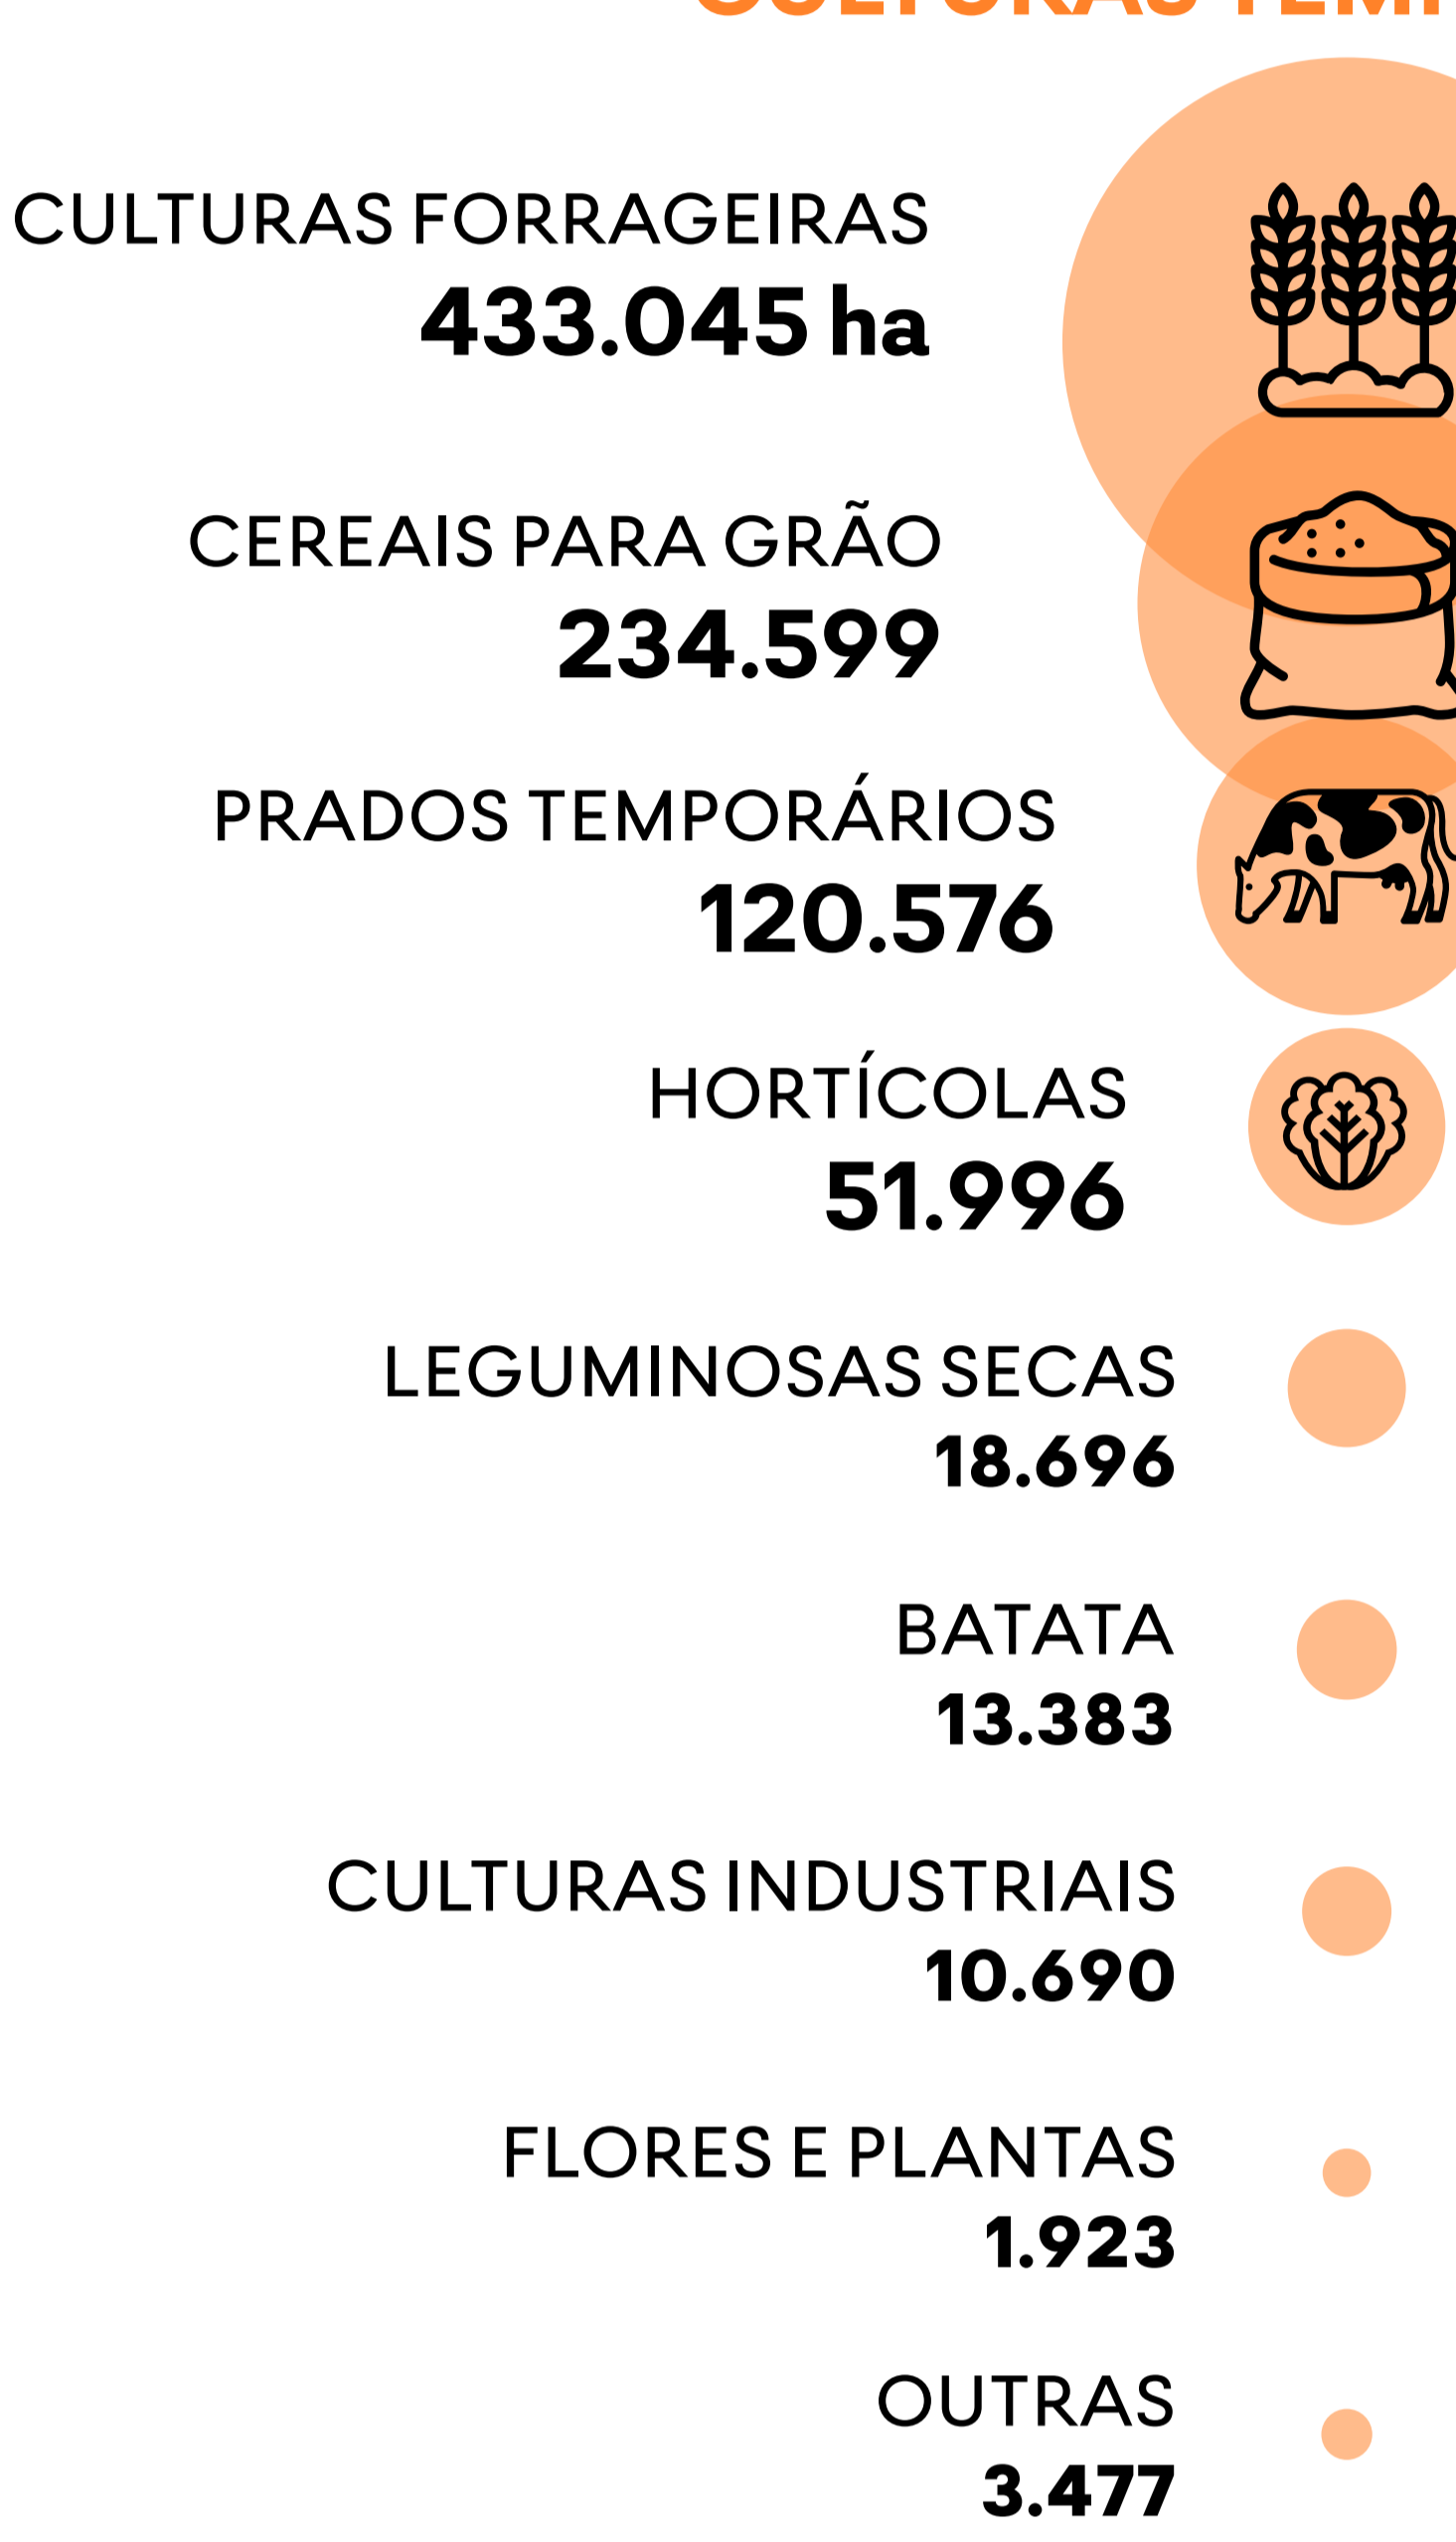 CULTURAS
CULTURAS FORRAGEIRAS
433.045 ha
CEREAIS PARA GRÃO
234.599
PRADOS TEMPORÁRIOS
120.576
HORTÍCOLAS
51.996
LEGUMINOSAS SECAS
18.696
BATATA
13.383
CULTURAS INDUSTRIAIS
10.690
FLORES E PLANTAS
1.923
OUTRAS
3.477